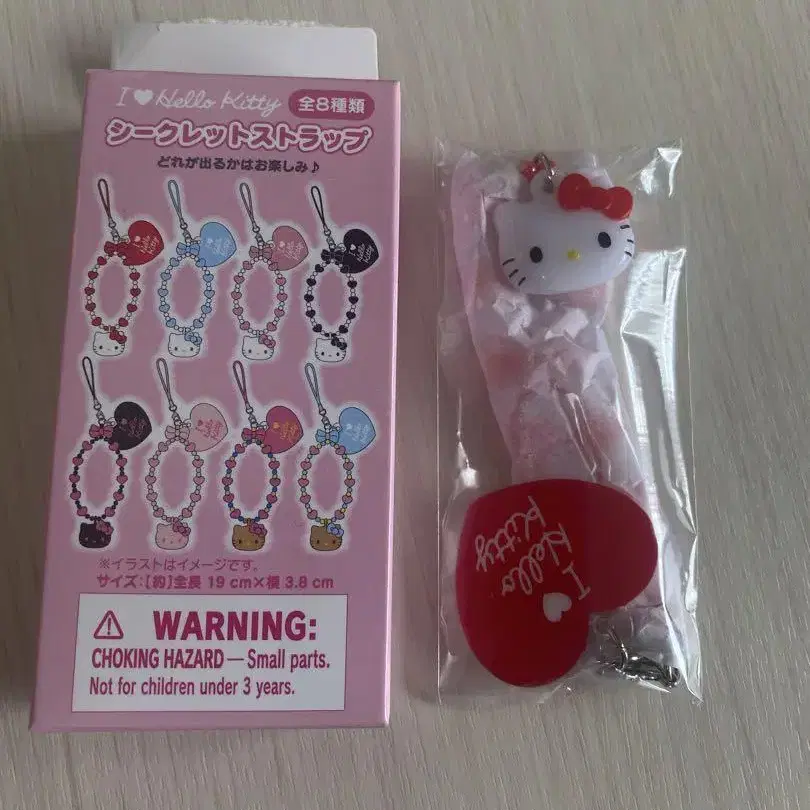 I ♥ Hello Kitty
全8種類
シークレットストラップ
どれが出るかはお楽しみ♪
※イラストはイメージです。
サイズ：【約】全長 19 cm×横 3.8 cm
⚠ WARNING:
CHOKING HAZARD — Small parts.
Not for children under 3 years.
I ♥
Hello
Kitty